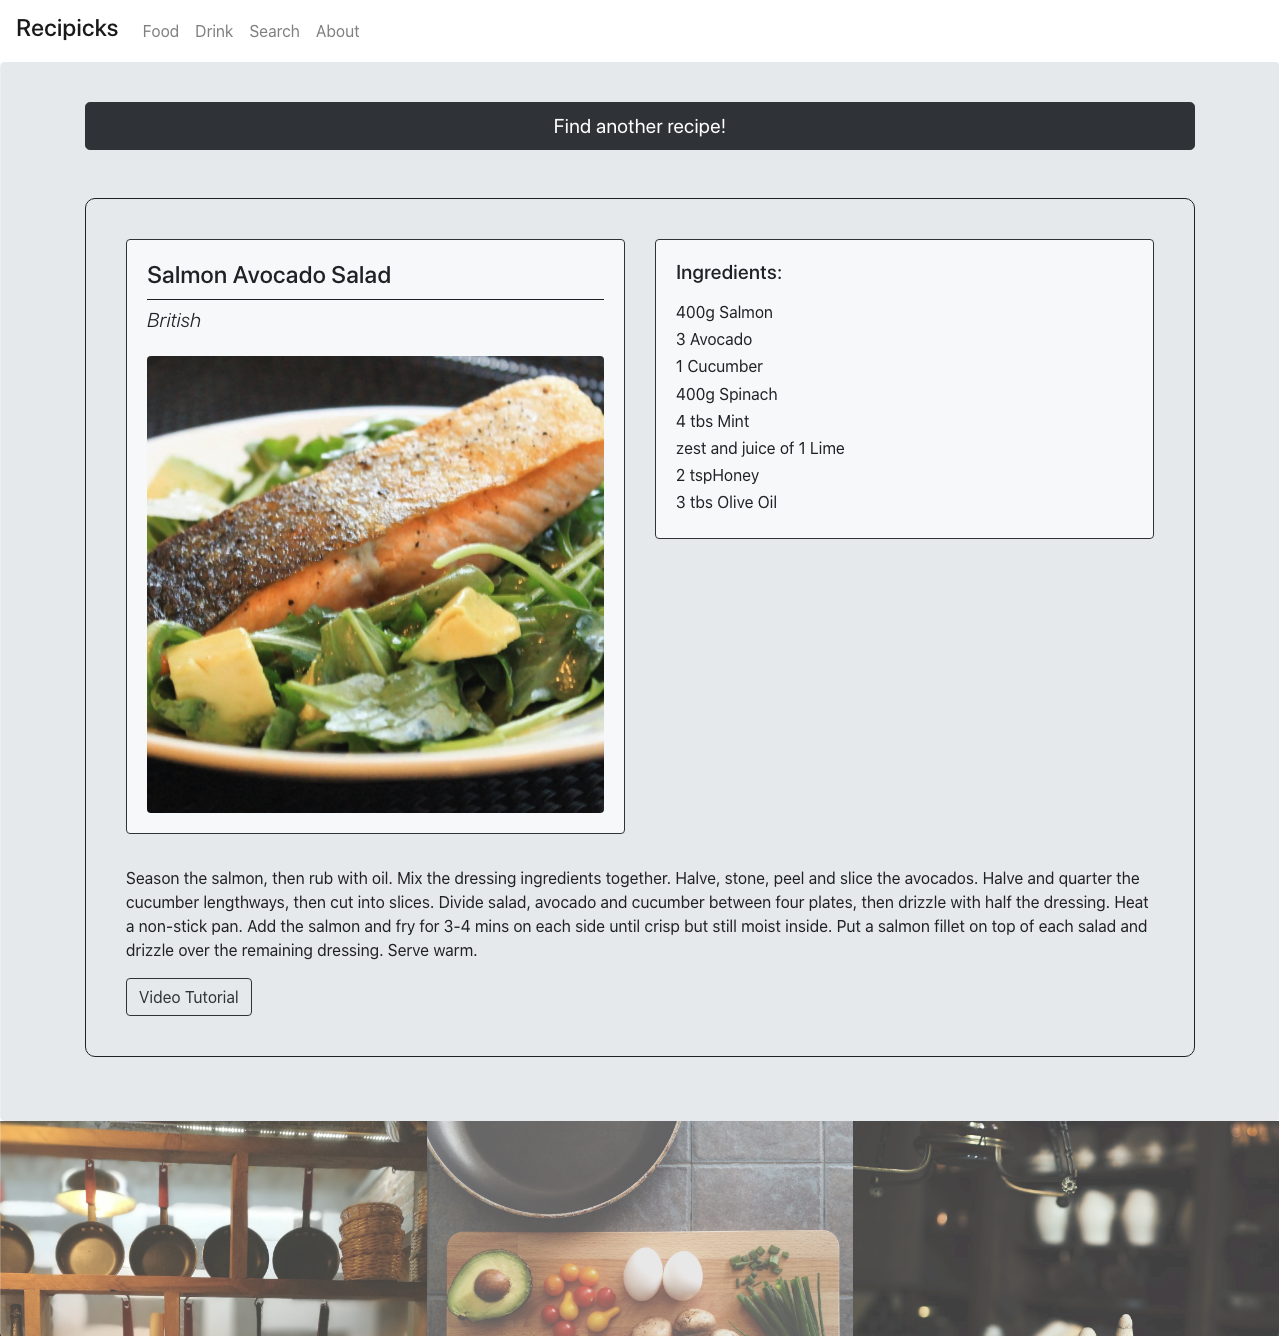 Recipicks
Food
Drink
Search
About
Find another recipe!
Salmon Avocado Salad
British
Ingredients:
400g Salmon
3 Avocado
1 Cucumber
400g Spinach
4 tbs Mint
zest and juice of 1 Lime
2 tspHoney
3 tbs Olive Oil
Season the salmon, then rub with oil. Mix the dressing ingredients together. Halve, stone, peel and slice the avocados. Halve and quarter the
cucumber lengthways, then cut into slices. Divide salad, avocado and cucumber between four plates, then drizzle with half the dressing. Heat
a non-stick pan. Add the salmon and fry for 3-4 mins on each side until crisp but still moist inside. Put a salmon fillet on top of each salad and
drizzle over the remaining dressing. Serve warm.
Video Tutorial